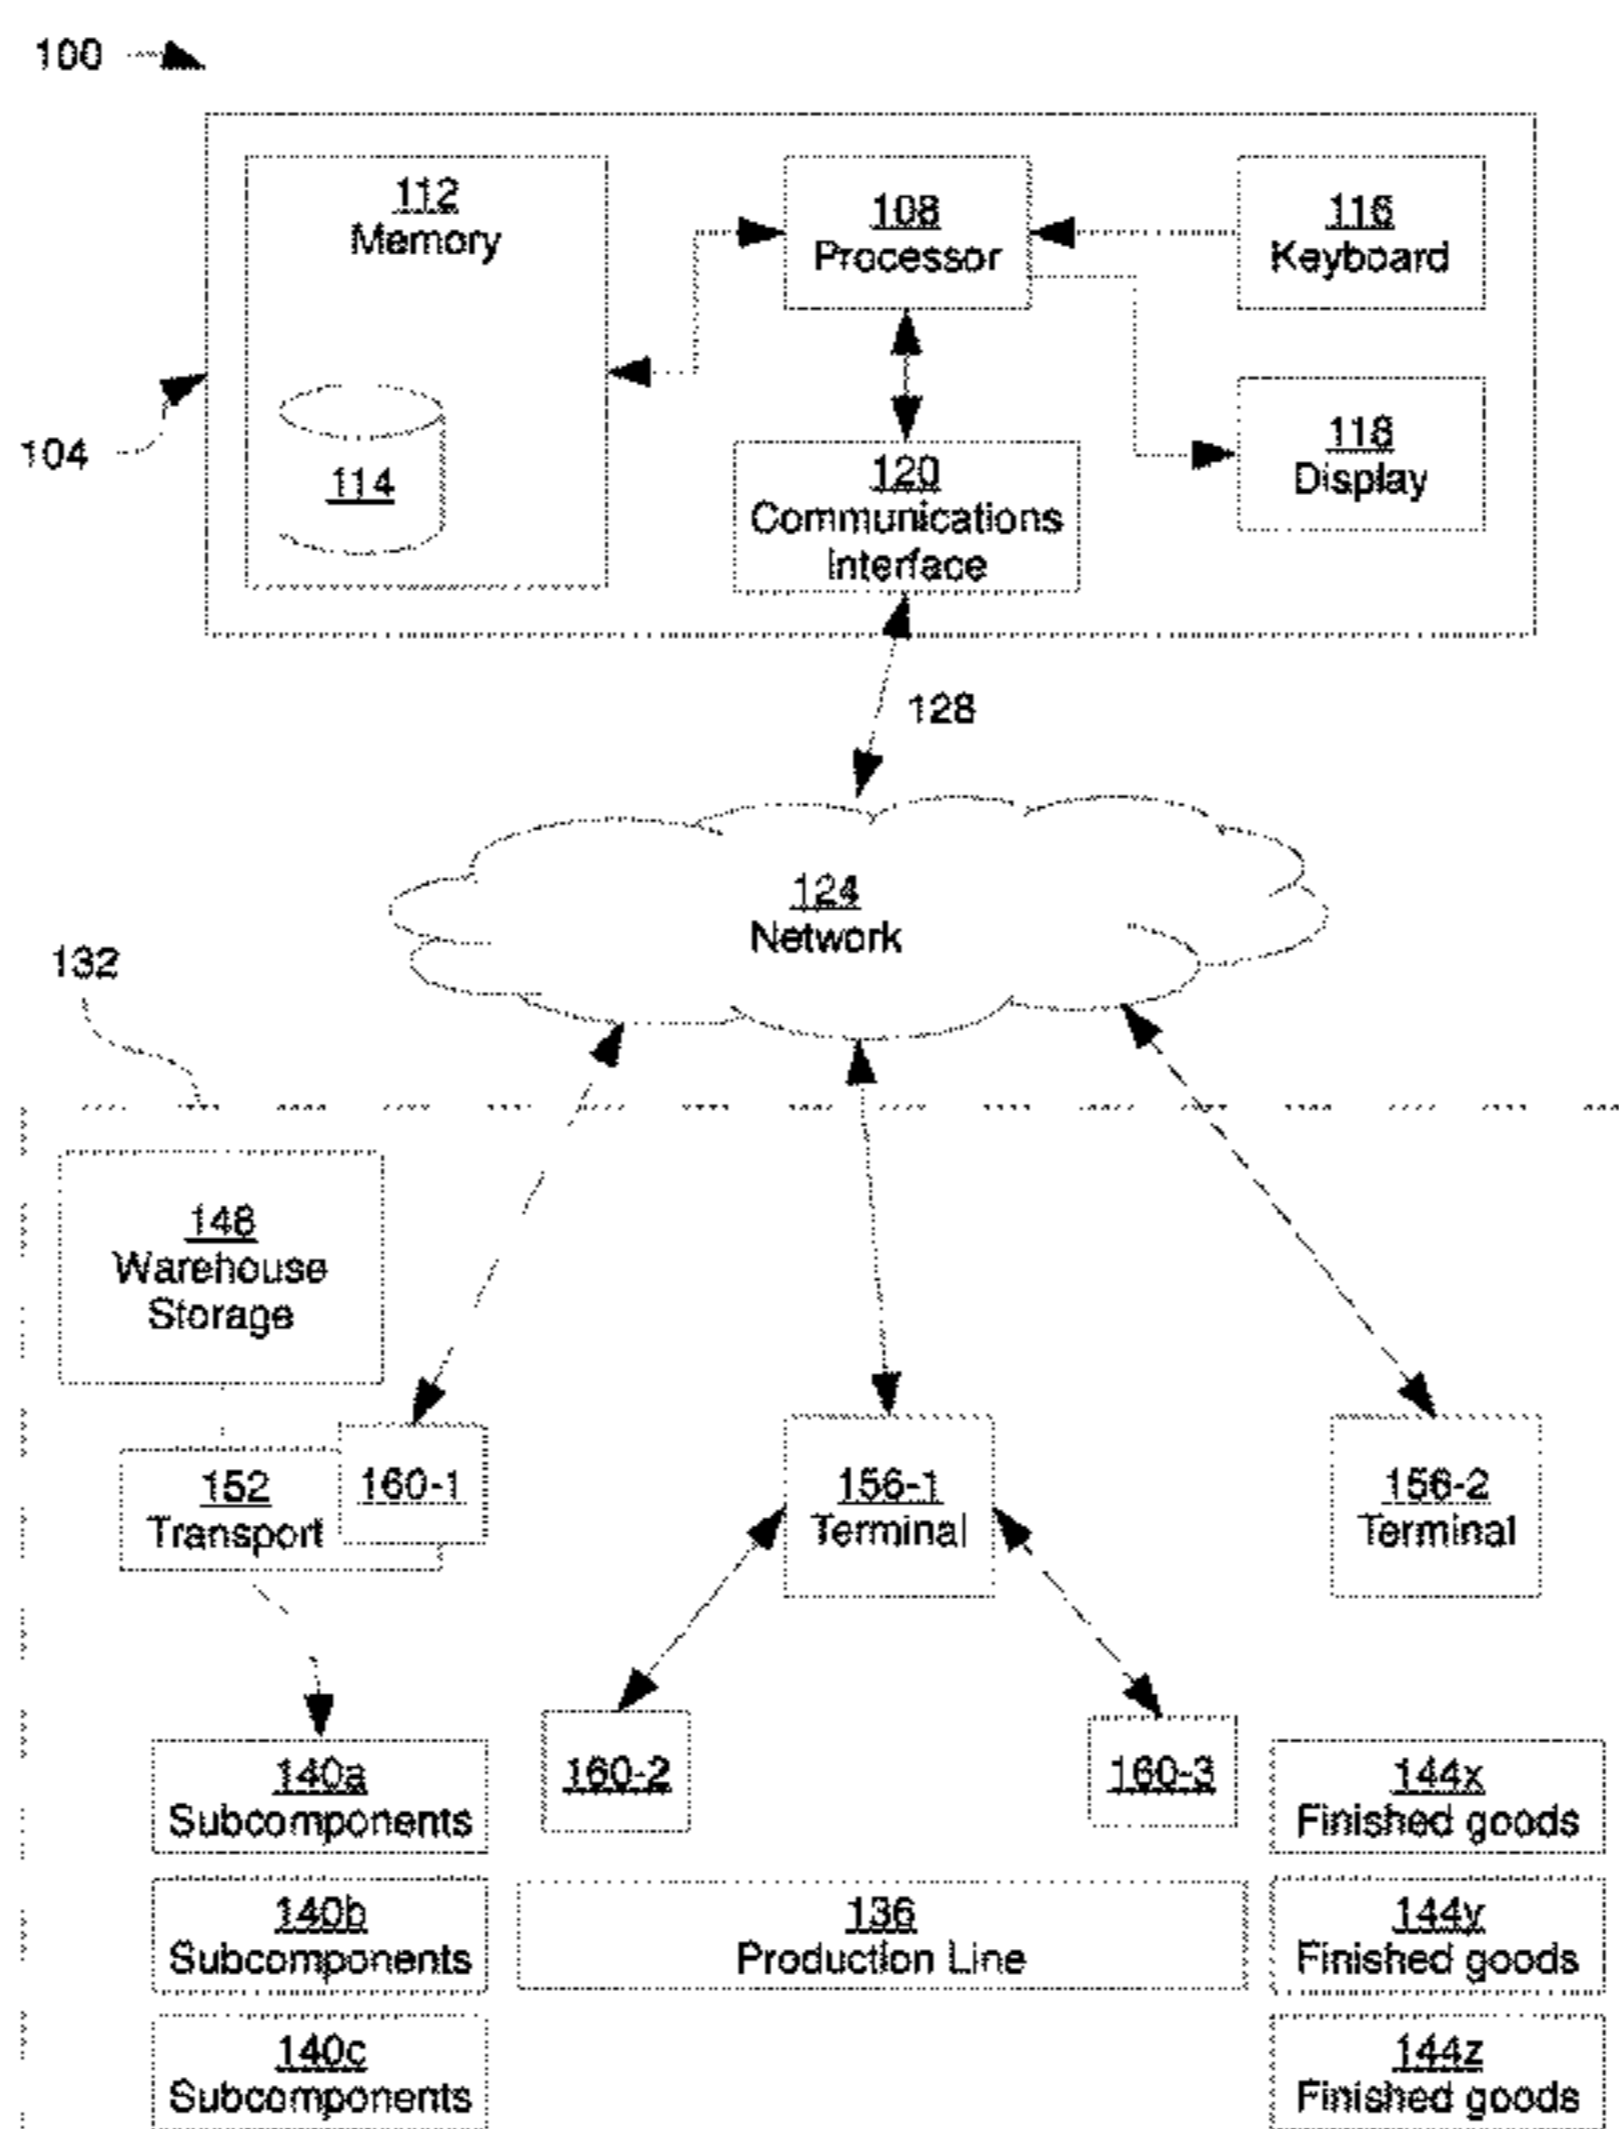 100
112
Memory
108
Processor
116
Keyboard
104
114
120
Communications
Interface
118
Display
128
124
Network
132
148
Warehouse
Storage
152
Transport
160-1
156-1
Terminal
156-2
Terminal
160-2
160-3
140a
Subcomponents
144x
Finished goods
140b
Subcomponents
136
Production Line
144y
Finished goods
140c
Subcomponents
144z
Finished goods